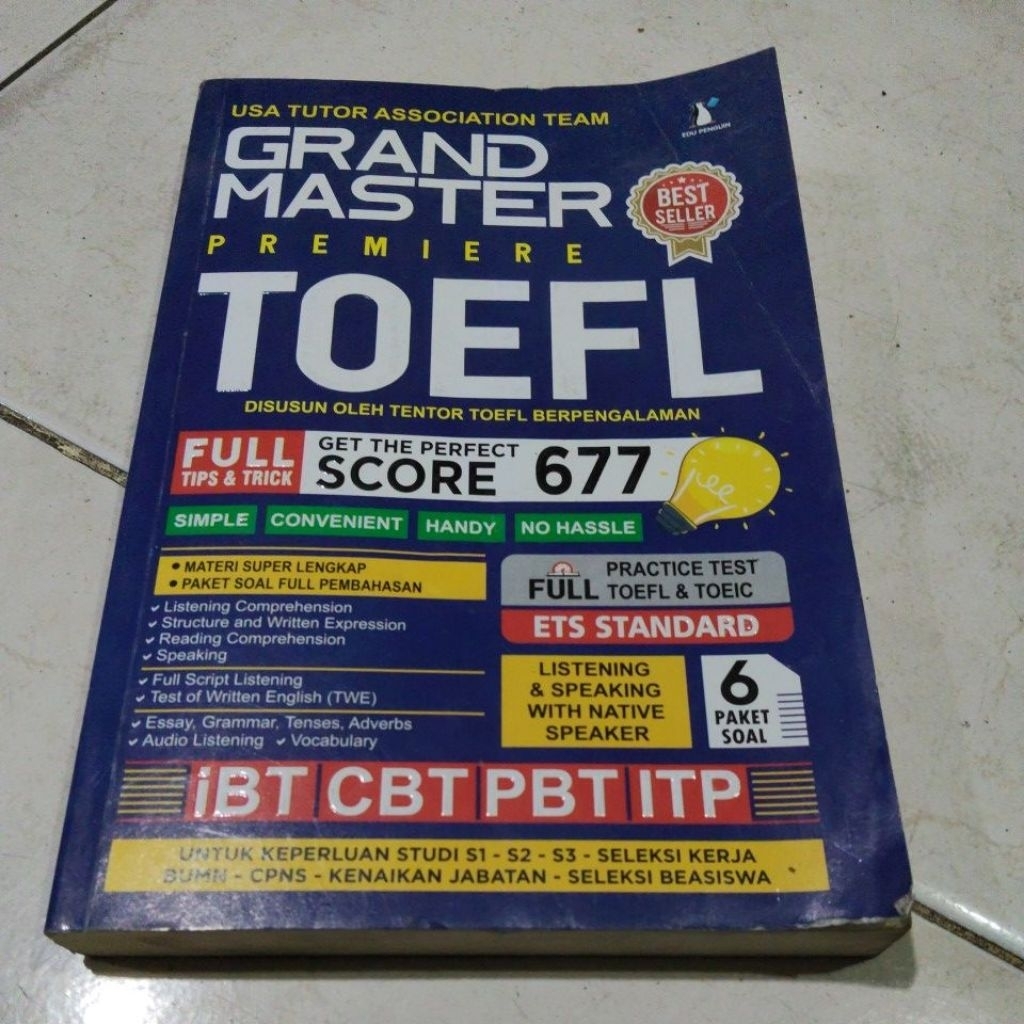 USA TUTOR ASSOCIATION TEAM
EDU PENGUIN
GRAND
MASTER
BEST
SELLER
PREMIERE
TOEFL
DISUSUN OLEH TENTOR TOEFL BERPENGALAMAN
FULL
TIPS & TRICK
GET THE PERFECT
SCORE 677
SIMPLE CONVENIENT HANDY NO HASSLE
• MATERI SUPER LENGKAP
• PAKET SOAL FULL PEMBAHASAN
✓ Listening Comprehension
✓ Structure and Written Expression
✓ Reading Comprehension
✓ Speaking
✓ Full Script Listening
✓ Test of Written English (TWE)
✓ Essay, Grammar, Tenses, Adverbs
✓ Audio Listening ✓ Vocabulary
FULL
PRACTICE TEST
TOEFL & TOEIC
ETS STANDARD
LISTENING
& SPEAKING
WITH NATIVE
SPEAKER
6
PAKET
SOAL
iBT CBT PBT ITP
UNTUK KEPERLUAN STUDI S1 - S2 - S3 - SELEKSI KERJA
BUMN - CPNS - KENAIKAN JABATAN - SELEKSI BEASISWA